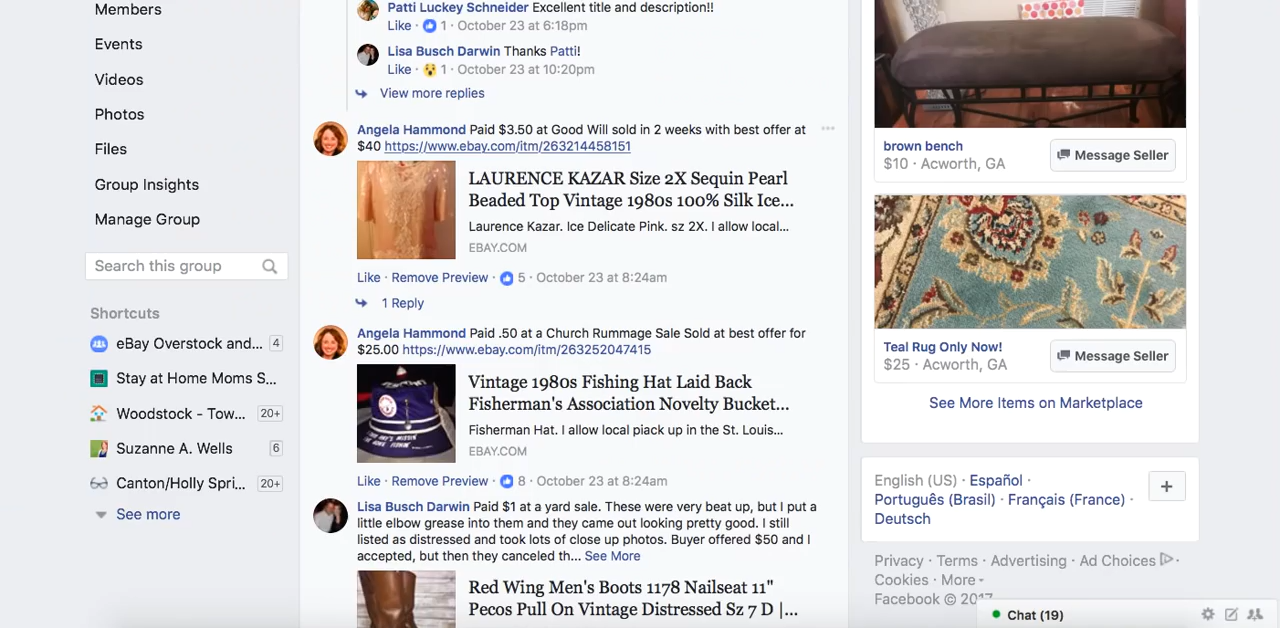 Members
Events
Videos
Photos
Files
Group Insights
Manage Group
Search this group
Shortcuts
eBay Overstock and... 4
Stay at Home Moms S...
Woodstock - Tow... 20+
Suzanne A. Wells 6
Canton/Holly Spri... 20+
See more
Patti Luckey Schneider Excellent title and description!!
Like · 1 · October 23 at 6:18pm
Lisa Busch Darwin Thanks Patti!
Like · 1 · October 23 at 10:20pm
View more replies
Angela Hammond Paid $3.50 at Good Will sold in 2 weeks with best offer at
$40 https://www.ebay.com/itm/263214458151
LAURENCE KAZAR Size 2X Sequin Pearl
Beaded Top Vintage 1980s 100% Silk Ice...
Laurence Kazar. Ice Delicate Pink. sz 2X. I allow local...
EBAY.COM
Like · Remove Preview · 5 · October 23 at 8:24am
1 Reply
Angela Hammond Paid .50 at a Church Rummage Sale Sold at best offer for
$25.00 https://www.ebay.com/itm/263252047415
Vintage 1980s Fishing Hat Laid Back
Fisherman's Association Novelty Bucket...
Fisherman Hat. I allow local piack up in the St. Louis...
EBAY.COM
Like · Remove Preview · 8 · October 23 at 8:24am
Lisa Busch Darwin Paid $1 at a yard sale. These were very beat up, but I put a
little elbow grease into them and they came out looking pretty good. I still
listed as distressed and took lots of close up photos. Buyer offered $50 and I
accepted, but then they canceled th... See More
Red Wing Men's Boots 1178 Nailseat 11"
Pecos Pull On Vintage Distressed Sz 7 D |...
brown bench
$10 · Acworth, GA
Message Seller
Teal Rug Only Now!
$25 · Acworth, GA
Message Seller
See More Items on Marketplace
English (US) · Español ·
Português (Brasil) · Français (France) ·
Deutsch
Privacy · Terms · Advertising · Ad Choices ·
Cookies · More
Facebook © 2017
Chat (19)